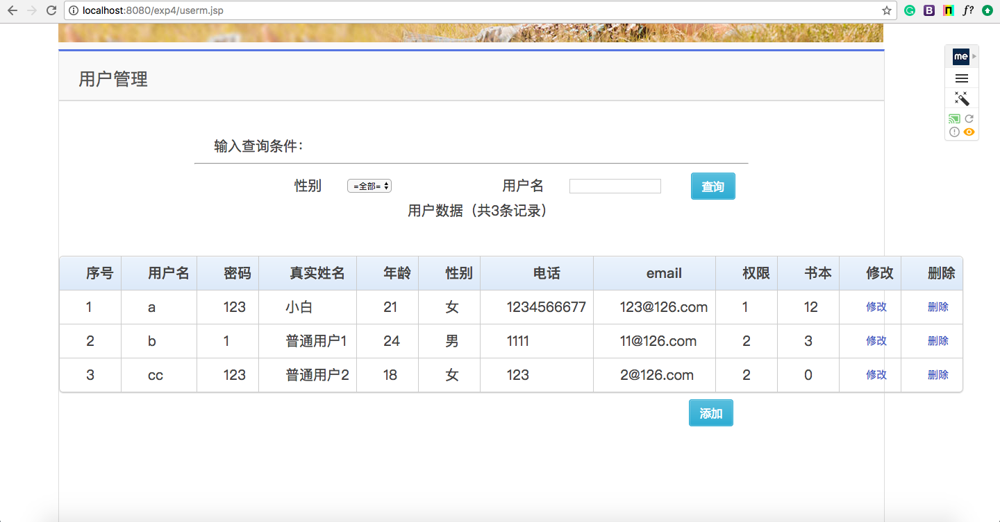 localhost:8080/exp4/userm.jsp
f?
me
用户管理
输入查询条件：
性别 =全部= 用户名 查询
用户数据（共3条记录）
序号 用户名 密码 真实姓名 年龄 性别 电话 email 权限 书本 修改 删除
1 a 123 小白 21 女 1234566677 123@126.com 1 12 修改 删除
2 b 1 普通用户1 24 男 1111 11@126.com 2 3 修改 删除
3 cc 123 普通用户2 18 女 123 2@126.com 2 0 修改 删除
添加